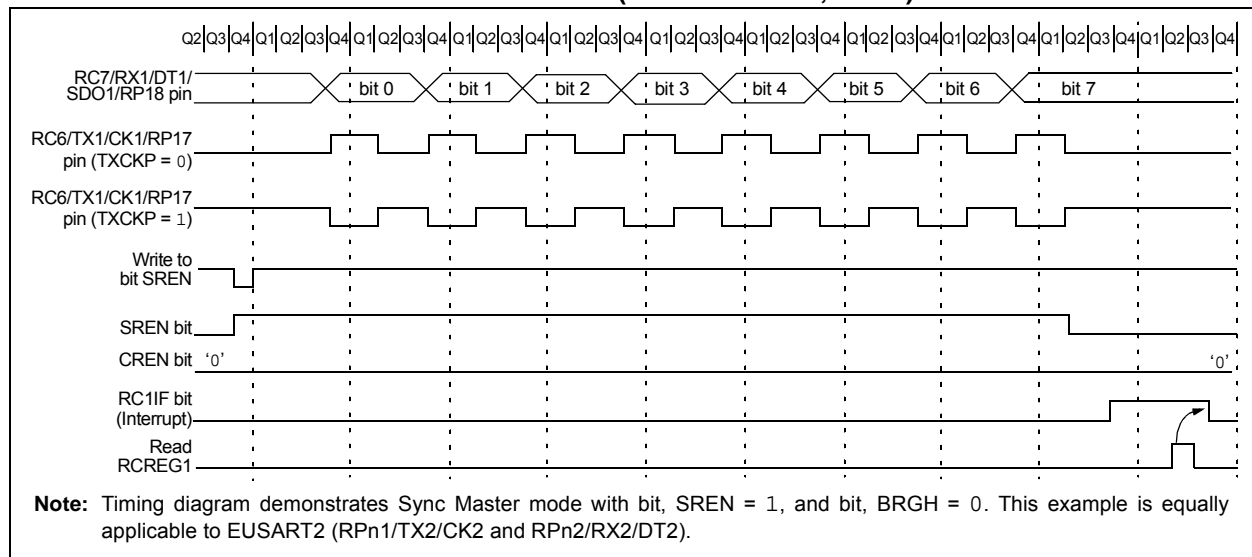 Q2 Q3 Q4 Q1 Q2 Q3 Q4 Q1 Q2 Q3 Q4 Q1 Q2 Q3 Q4 Q1 Q2 Q3 Q4 Q1 Q2 Q3 Q4 Q1 Q2 Q3 Q4 Q1 Q2 Q3 Q4 Q1 Q2 Q3 Q4 Q1 Q2 Q3 Q4 Q1 Q2 Q3 Q4
RC7/RX1/DT1/
SDO1/RP18 pin
bit 0 bit 1 bit 2 bit 3 bit 4 bit 5 bit 6 bit 7
RC6/TX1/CK1/RP17
pin (TXCKP = 0)
RC6/TX1/CK1/RP17
pin (TXCKP = 1)
Write to
bit SREN
SREN bit
CREN bit '0' '0'
RC1IF bit
(Interrupt)
Read
RCREG1
Note: Timing diagram demonstrates Sync Master mode with bit, SREN = 1, and bit, BRGH = 0. This example is equally
applicable to EUSART2 (RPn1/TX2/CK2 and RPn2/RX2/DT2).